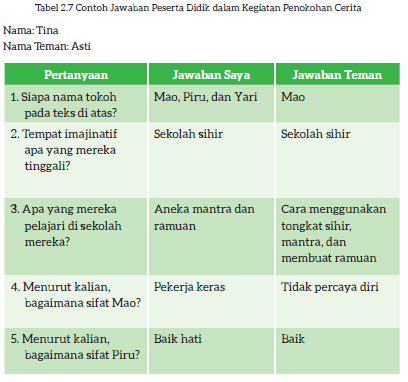 Tabel 2.7 Contoh Jawaban Peserta Didik dalam Kegiatan Penokohan Cerita
Nama: Tina
Nama Teman: Asti
Pertanyaan
Jawaban Saya
Jawaban Teman
1. Siapa nama tokoh
pada teks di atas?
Mao, Piru, dan Yari
Mao
2. Tempat imajinatif
apa yang mereka
tinggali?
Sekolah sihir
Sekolah sihir
3. Apa yang mereka
pelajari di sekolah
mereka?
Aneka mantra dan
ramuan
Cara menggunakan
tongkat sihir,
mantra, dan
membuat ramuan
4. Menurut kalian,
bagaimana sifat Mao?
Pekerja keras
Tidak percaya diri
5. Menurut kalian,
bagaimana sifat Piru?
Baik hati
Baik